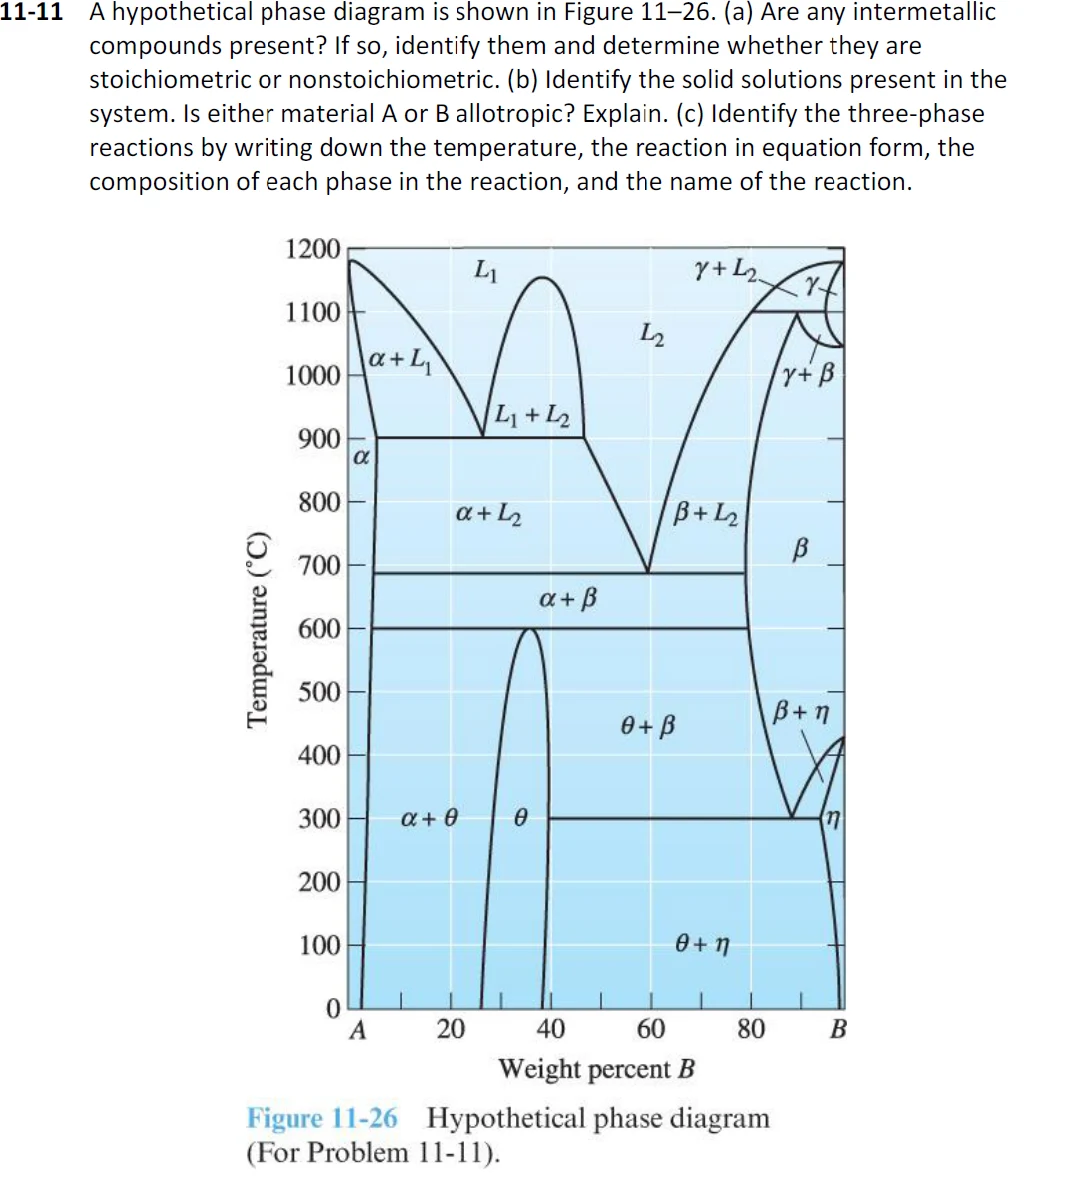 11-11 A hypothetical phase diagram is shown in Figure 11–26. (a) Are any intermetallic
compounds present? If so, identify them and determine whether they are
stoichiometric or nonstoichiometric. (b) Identify the solid solutions present in the
system. Is either material A or B allotropic? Explain. (c) Identify the three-phase
reactions by writing down the temperature, the reaction in equation form, the
composition of each phase in the reaction, and the name of the reaction.
1200
L₁
γ + L₂
γ
1100
L₂
α + L₁
1000
γ + β
L₁ + L₂
900
α
800
α + L₂
β + L₂
β
700
α + β
600
Temperature (°C)
500
θ + β
β + η
400
300
α + θ
θ
η
200
100
θ + η
0
A
20
40
60
80
B
Weight percent B
Figure 11-26 Hypothetical phase diagram
(For Problem 11-11).